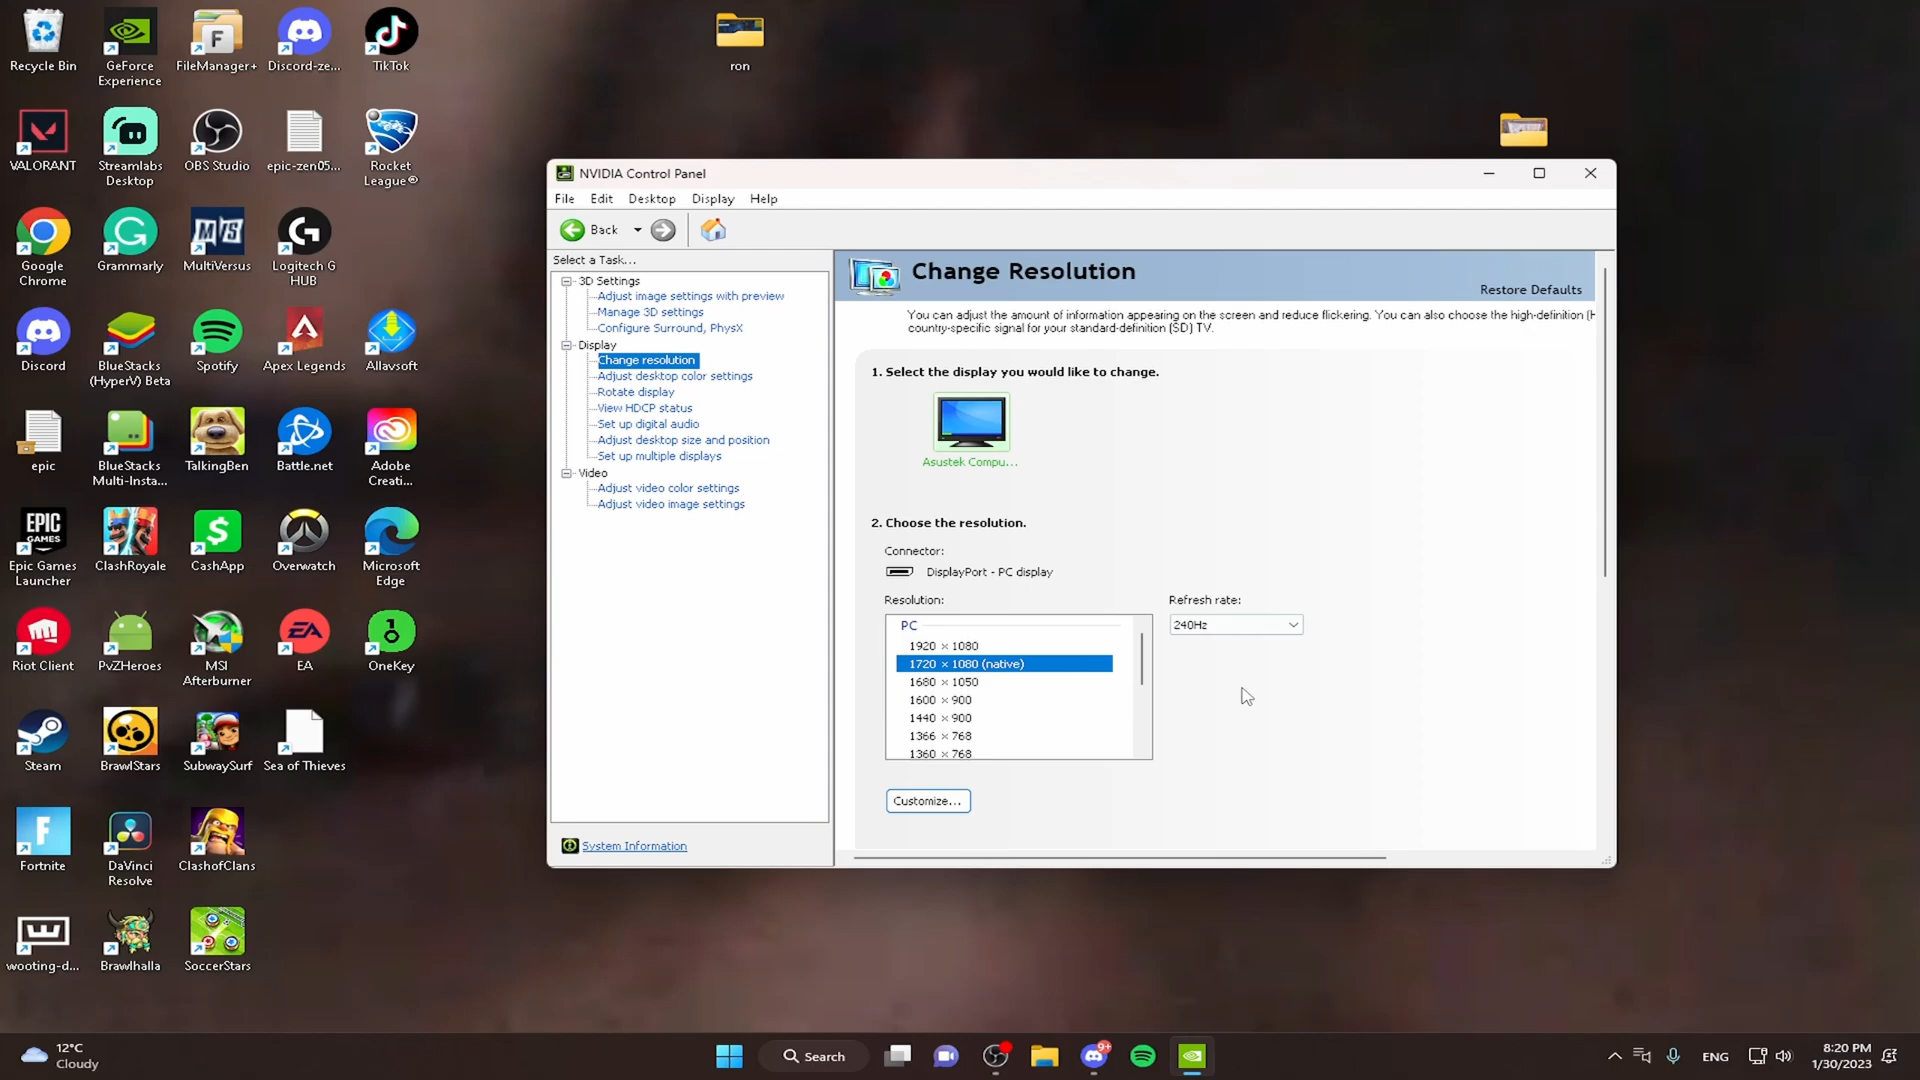 Recycle Bin
GeForce
Experience
FileManager+
Discord-ze...
TikTok
ron
VALORANT
Streamlabs
Desktop
OBS Studio
epic-zen05...
Rocket
League®
Google
Chrome
Grammarly
MultiVersus
Logitech G
HUB
Discord
BlueStacks
(HyperV) Beta
Spotify
Apex Legends
Allavsoft
epic
BlueStacks
Multi-Insta...
TalkingBen
Battle.net
Adobe
Creati...
EPIC
GAMES
Epic Games
Launcher
ClashRoyale
CashApp
Overwatch
Microsoft
Edge
Riot Client
PvZHeroes
MSI
Afterburner
EA
OneKey
Steam
BrawlStars
SubwaySurf
Sea of Thieves
Fortnite
DaVinci
Resolve
ClashofClans
wooting-d...
Brawlhalla
SoccerStars
NVIDIA Control Panel
File Edit Desktop Display Help
Back
Select a Task...
3D Settings
Adjust image settings with preview
Manage 3D settings
Configure Surround, PhysX
Display
Change resolution
Adjust desktop color settings
Rotate display
View HDCP status
Set up digital audio
Adjust desktop size and position
Set up multiple displays
Video
Adjust video color settings
Adjust video image settings
System Information
Change Resolution
Restore Defaults
You can adjust the amount of information appearing on the screen and reduce flickering. You can also choose the high-definition (H
country-specific signal for your standard-definition (SD) TV.
1. Select the display you would like to change.
Asustek Compu...
2. Choose the resolution.
Connector:
DisplayPort - PC display
Resolution:
Refresh rate:
PC
240Hz
1920 × 1080
1720 × 1080 (native)
1680 × 1050
1600 × 900
1440 × 900
1366 × 768
1360 × 768
Customize...
12°C
Cloudy
Search
9+
ENG
8:20 PM
1/30/2023